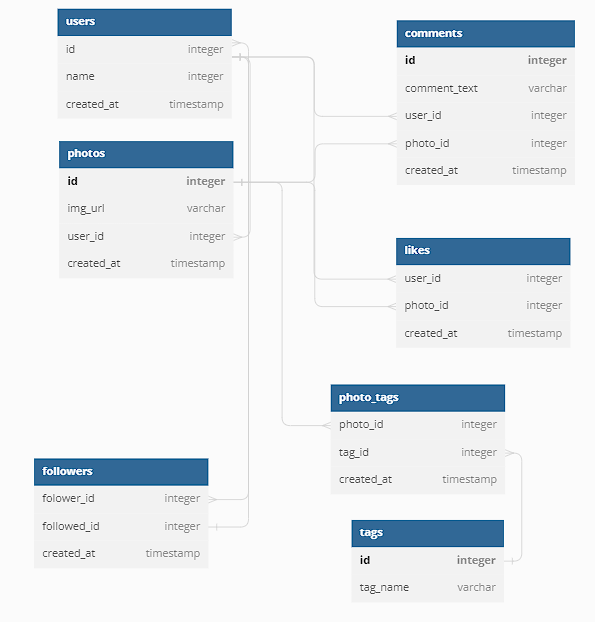 users
id integer
name integer
created_at timestamp
photos
id integer
img_url varchar
user_id integer
created_at timestamp
followers
folower_id integer
followed_id integer
created_at timestamp
comments
id integer
comment_text varchar
user_id integer
photo_id integer
created_at timestamp
likes
user_id integer
photo_id integer
created_at timestamp
photo_tags
photo_id integer
tag_id integer
created_at timestamp
tags
id integer
tag_name varchar